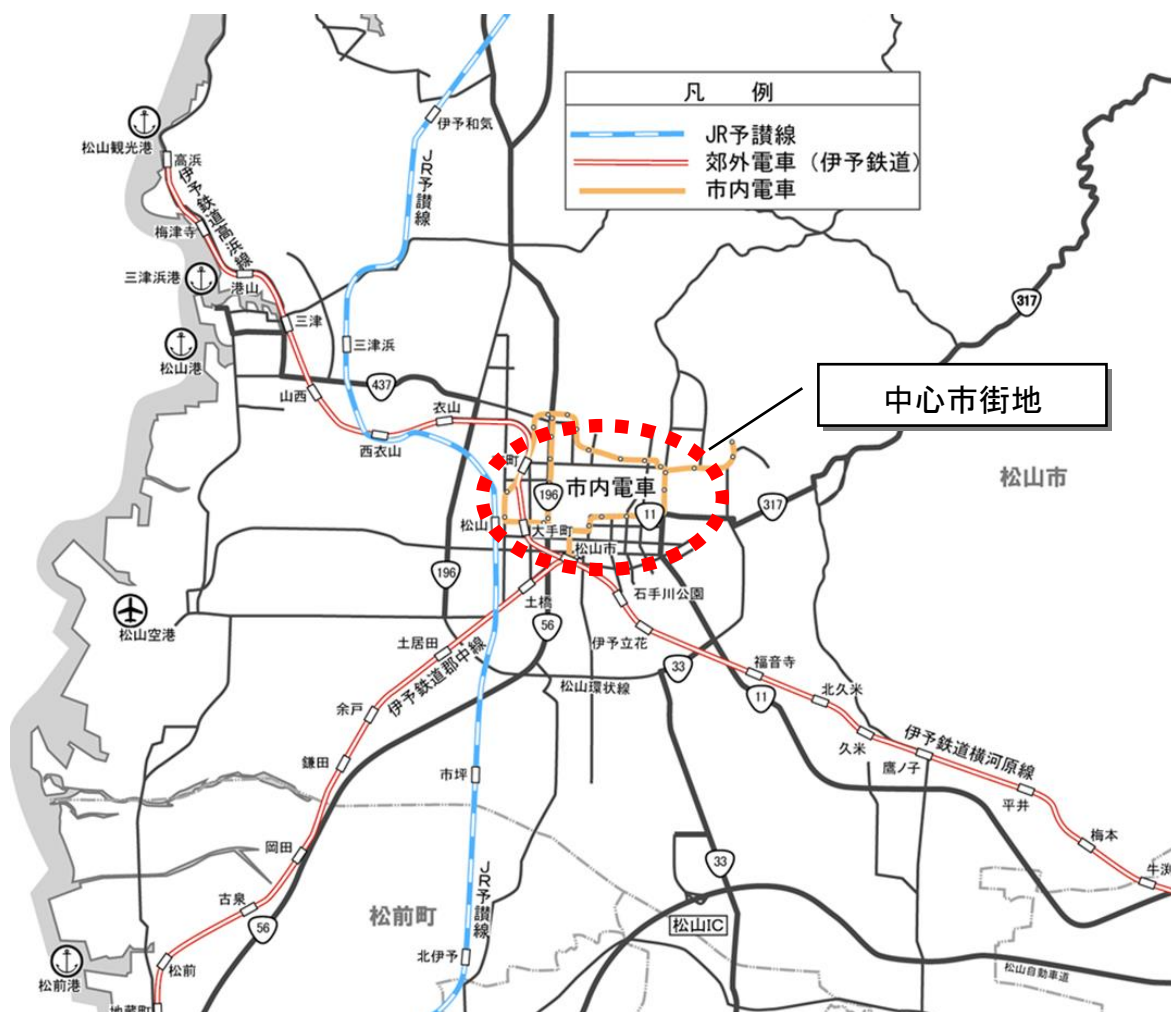 凡 例
JR予讃線
郊外電車（伊予鉄道）
市内電車
伊予和気
JR予讃線
松山観光港
高浜
伊予鉄道高浜線
梅津寺
三津浜港
港山
三津
松山港
三津浜
317
437
山西
衣山
西衣山
中心市街地
町
市内電車
196
11
317
松山市
松山
大手町
松山市
196
土橋
石手川公園
松山空港
56
伊予立花
土居田
伊予鉄道郡中線
33
福音寺
松山環状線
11
北久米
余戸
久米
伊予鉄道横河原線
鎌田
市坪
鷹ノ子
平井
梅本
岡田
33
牛渕
JR予讃線
古泉
松前町
56
松山IC
北伊予
松前
松前港
松山自動車道
地蔵町